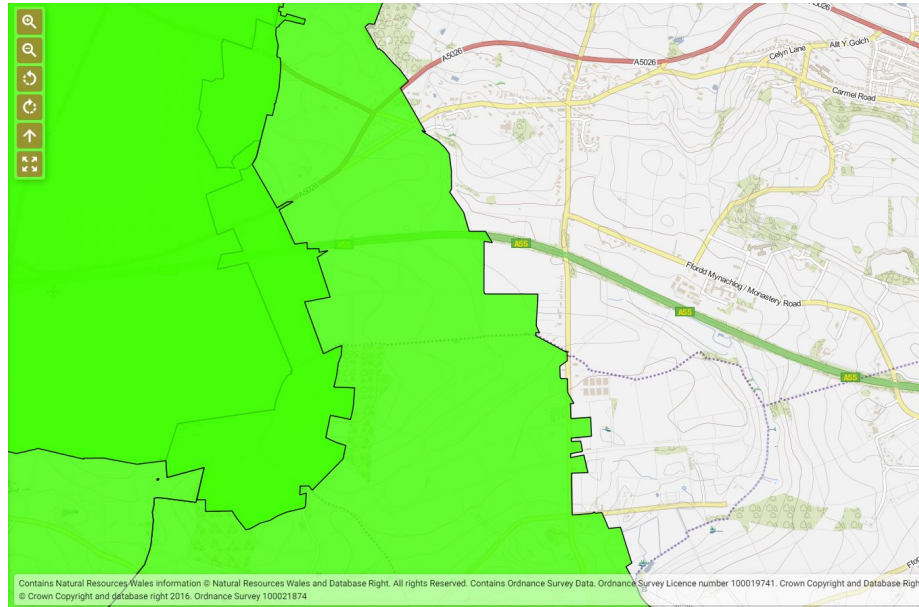 A5026
Celyn Lane
Allt Y Golch
A5026
Carmel Road
A5026
A55
A55
Ffordd Mynachlog / Monastery Road
A55
A55
Ffo
Contains Natural Resources Wales information © Natural Resources Wales and Database Right. All rights Reserved. Contains Ordnance Survey Data. Ordnance Survey Licence number 100019741. Crown Copyright and Database Righ
© Crown Copyright and database right 2016. Ordnance Survey 100021874